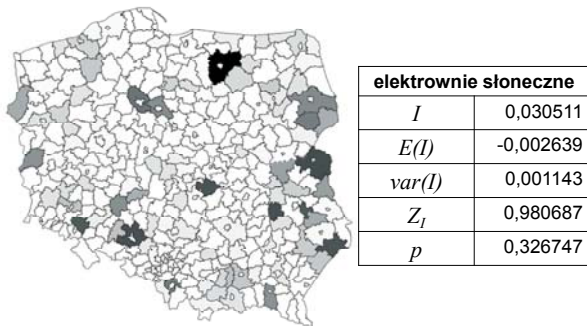 elektrownie słoneczne
I 0,030511
E(I) -0,002639
var(I) 0,001143
Z_I 0,980687
p 0,326747